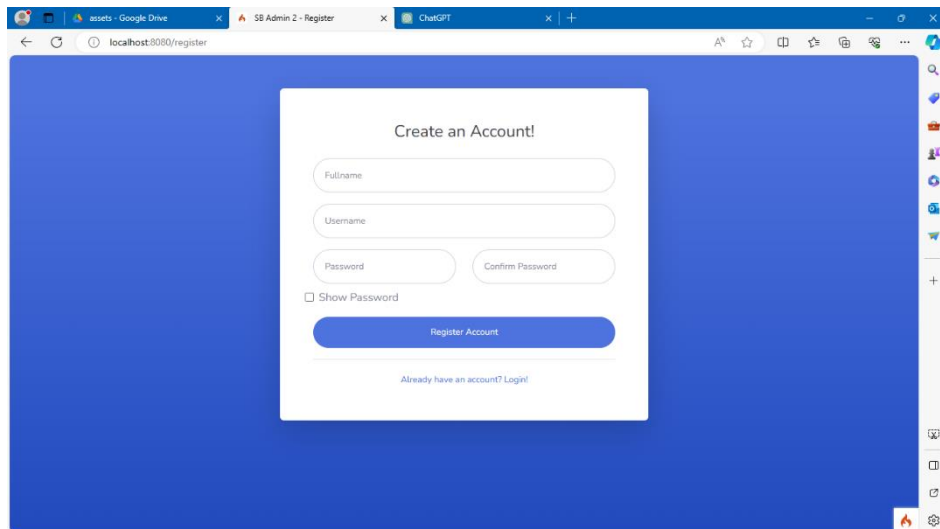 assets - Google Drive
SB Admin 2 - Register
ChatGPT
localhost:8080/register
Create an Account!
Fullname
Username
Password
Confirm Password
Show Password
Register Account
Already have an account? Login!